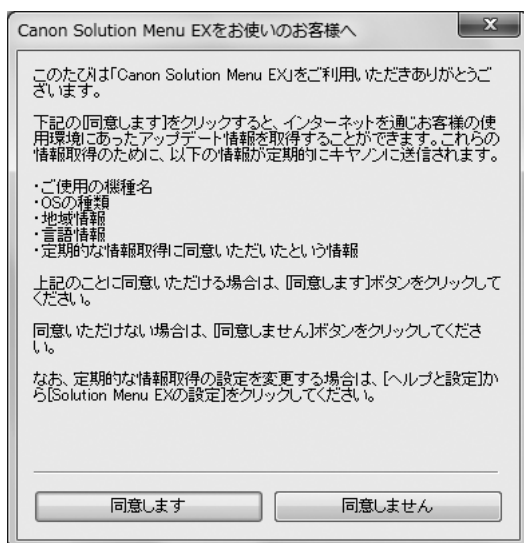 Canon Solution Menu EXをお使いのお客様へ
このたびは「Canon Solution Menu EX」をご利用いただきありがとうご
ざいます。
下記の[同意します]をクリックすると、インターネットを通じお客様の使
用環境にあったアップデート情報を取得することができます。これらの
情報取得のために、以下の情報が定期的にキヤノンに送信されます。
・ご使用の機種名
・OSの種類
・地域情報
・言語情報
・定期的な情報取得に同意いただいたという情報
上記のことに同意いただける場合は、[同意します]ボタンをクリックして
ください。
同意いただけない場合は、[同意しません]ボタンをクリックしてくださ
い。
なお、定期的な情報取得の設定を変更する場合は、[ヘルプと設定]か
ら[Solution Menu EXの設定]をクリックしてください。
同意します
同意しません